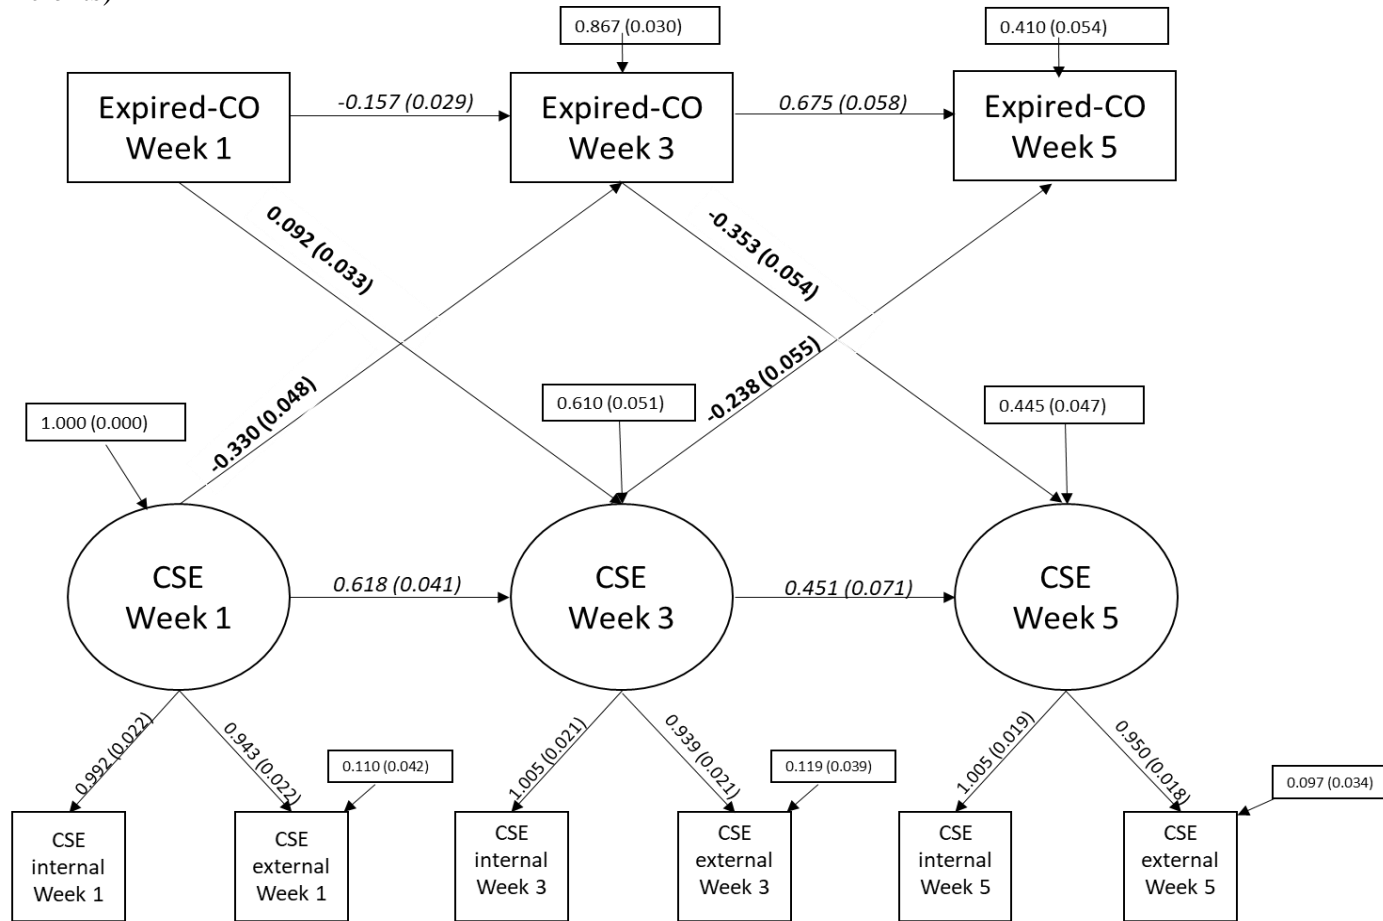 0.867 (0.030)
0.410 (0.054)
Expired-CO
Week 1
-0.157 (0.029)
Expired-CO
Week 3
0.675 (0.058)
Expired-CO
Week 5
0.092 (0.033)
-0.353 (0.054)
-0.330 (0.048)
-0.238 (0.055)
1.000 (0.000)
0.610 (0.051)
0.445 (0.047)
CSE
Week 1
0.618 (0.041)
CSE
Week 3
0.451 (0.071)
CSE
Week 5
0.992 (0.022)
0.943 (0.022)
0.110 (0.042)
1.005 (0.021)
0.939 (0.021)
0.119 (0.039)
1.005 (0.019)
0.950 (0.018)
0.097 (0.034)
CSE
internal
Week 1
CSE
external
Week 1
CSE
internal
Week 3
CSE
external
Week 3
CSE
internal
Week 5
CSE
external
Week 5